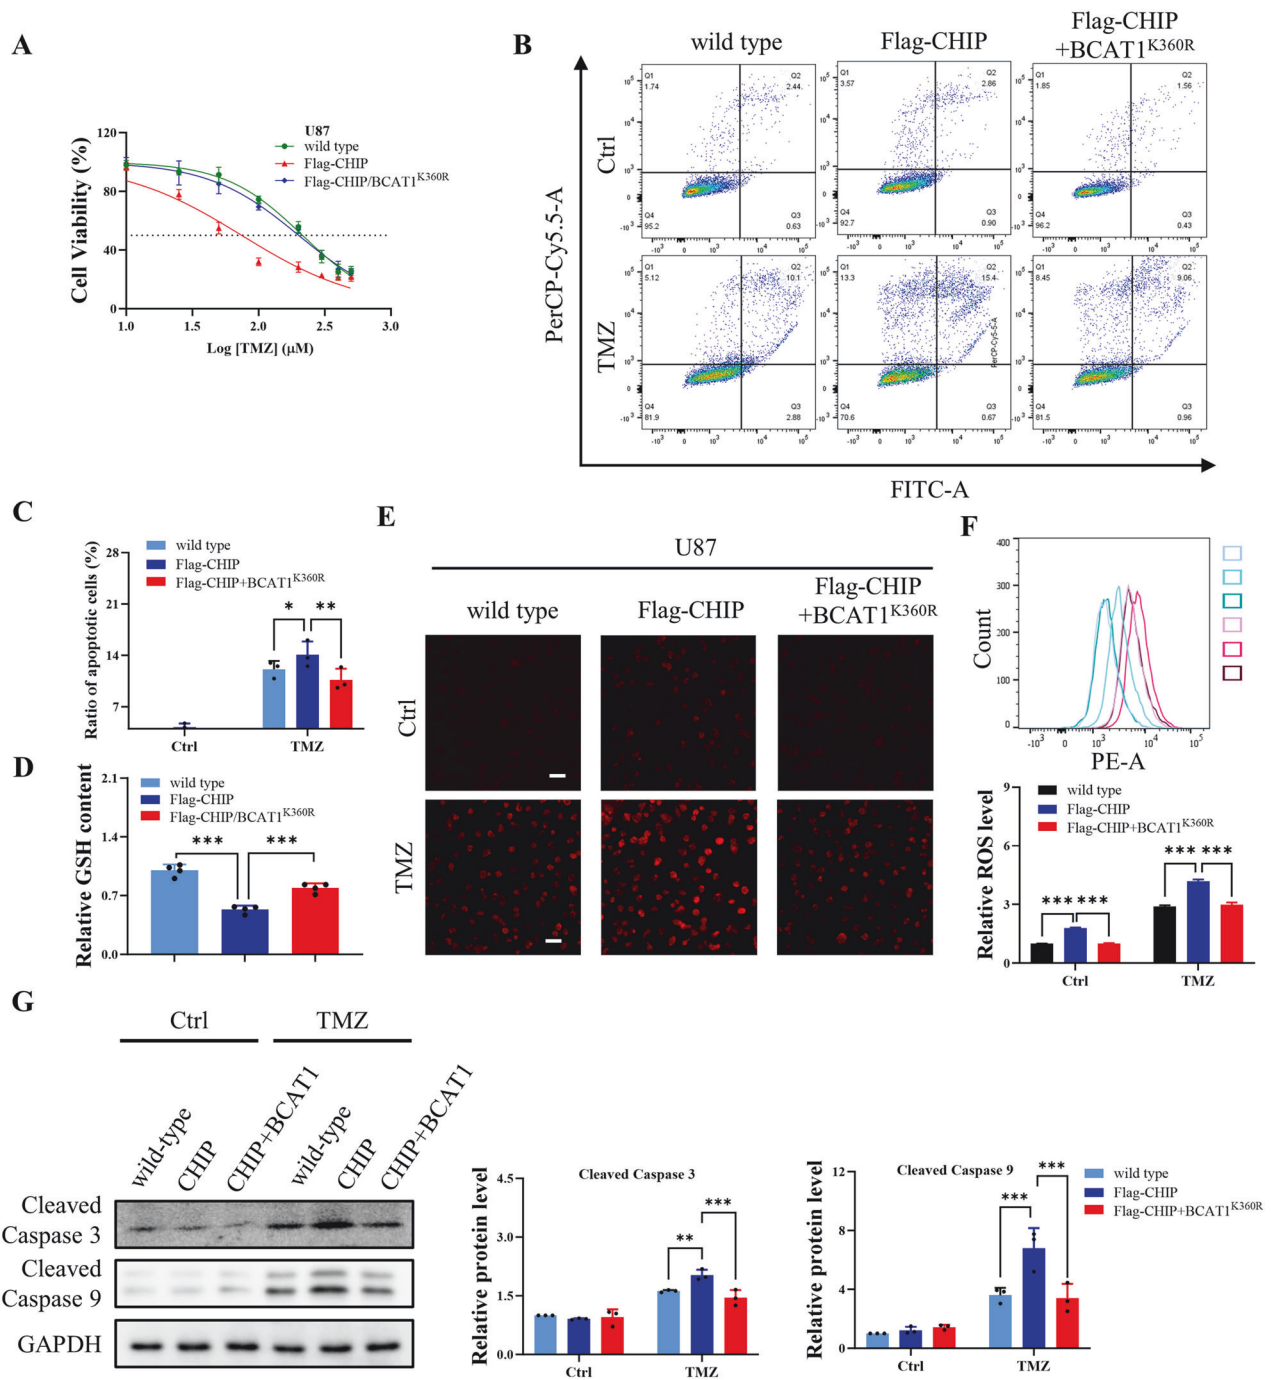 A
U87
wild type
Flag-CHIP
Flag-CHIP/BCAT1K360R
Cell Viability (%)
120
80
40
0
1.0
1.5
2.0
2.5
3.0
Log [TMZ] (μM)
B
wild type
Flag-CHIP
Flag-CHIP
+BCAT1K360R
Ctrl
Q1
1.74
Q2
2.44
Q4
95.2
Q3
0.63
Q1
3.57
Q2
2.86
Q4
92.7
Q3
0.90
Q1
1.85
Q2
1.56
Q4
96.2
Q3
0.43
TMZ
Q1
5.12
Q2
10.1
Q4
81.9
Q3
2.88
Q1
13.3
Q2
15.4
Q4
70.6
Q3
0.67
PerCP-Cy5-5-A
Q1
8.45
Q2
9.06
Q4
81.5
Q3
0.96
PerCP-Cy5.5-A
FITC-A
C
wild type
Flag-CHIP
Flag-CHIP+BCAT1K360R
Ratio of apoptotic cells (%)
28
21
14
7
* **
Ctrl TMZ
D
wild type
Flag-CHIP
Flag-CHIP/BCAT1K360R
Relative GSH content
2.1
1.4
0.7
0.0
*** ***
E
U87
wild type
Flag-CHIP
Flag-CHIP
+BCAT1K360R
Ctrl
TMZ
F
Count
400
300
200
100
0
-103 0 103 104 105
PE-A
wild type
Flag-CHIP
Flag-CHIP+BCAT1K360R
Relative ROS level
9
6
3
0
*** ***
*** ***
Ctrl TMZ
G
Ctrl TMZ
wild-type
CHIP
CHIP+BCAT1
wild-type
CHIP
CHIP+BCAT1
Cleaved
Caspase 3
Cleaved
Caspase 9
GAPDH
Cleaved Caspase 3
Relative protein level
4.5
3.0
1.5
0.0
** ***
Ctrl TMZ
Cleaved Caspase 9
Relative protein level
12
8
4
0
*** ***
Ctrl TMZ
wild type
Flag-CHIP
Flag-CHIP+BCAT1K360R